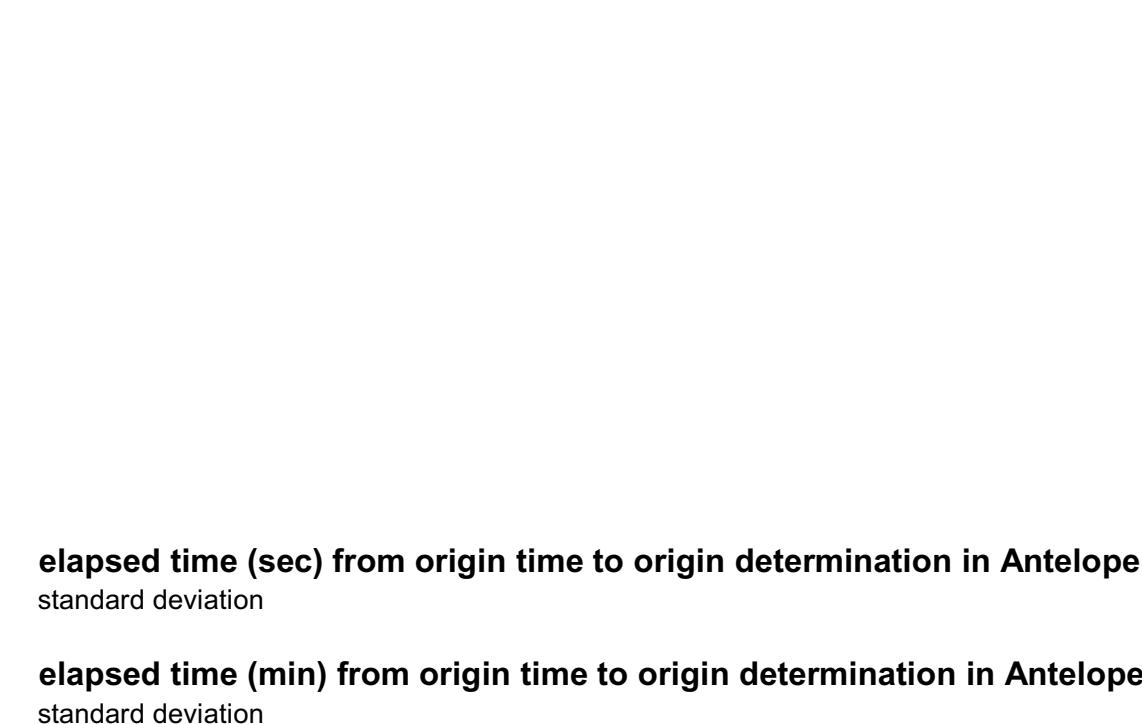 elapsed time (sec) from origin time to origin determination in Antelope
standard deviation
elapsed time (min) from origin time to origin determination in Antelope
standard deviation